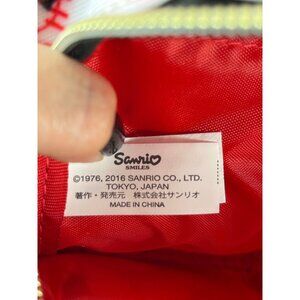 Sanrio
SMILES
©1976, 2016 SANRIO CO., LTD.
TOKYO, JAPAN
著作・発売元 株式会社サンリオ
MADE IN CHINA